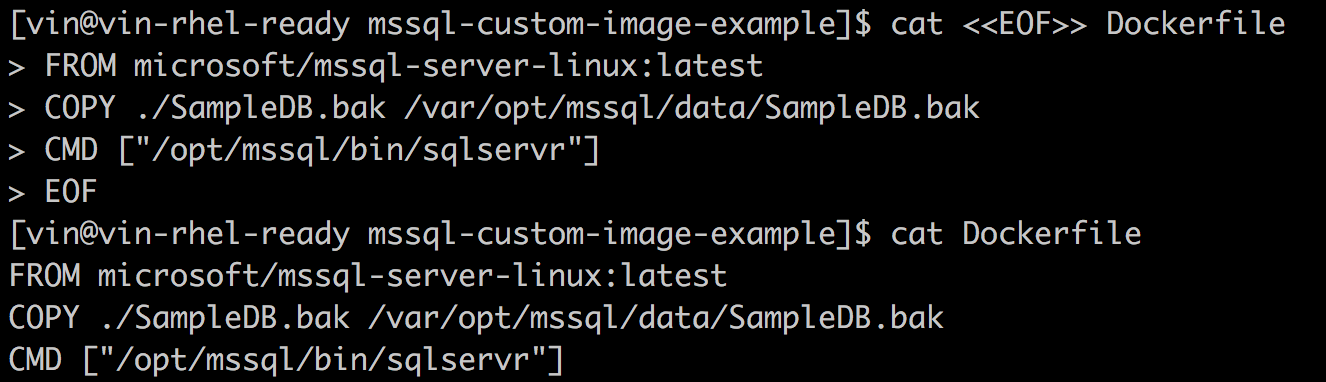 [vin@vin-rhel-ready mssql-custom-image-example]$ cat <<EOF>> Dockerfile
> FROM microsoft/mssql-server-linux:latest
> COPY ./SampleDB.bak /var/opt/mssql/data/SampleDB.bak
> CMD ["/opt/mssql/bin/sqlservr"]
> EOF
[vin@vin-rhel-ready mssql-custom-image-example]$ cat Dockerfile
FROM microsoft/mssql-server-linux:latest
COPY ./SampleDB.bak /var/opt/mssql/data/SampleDB.bak
CMD ["/opt/mssql/bin/sqlservr"]